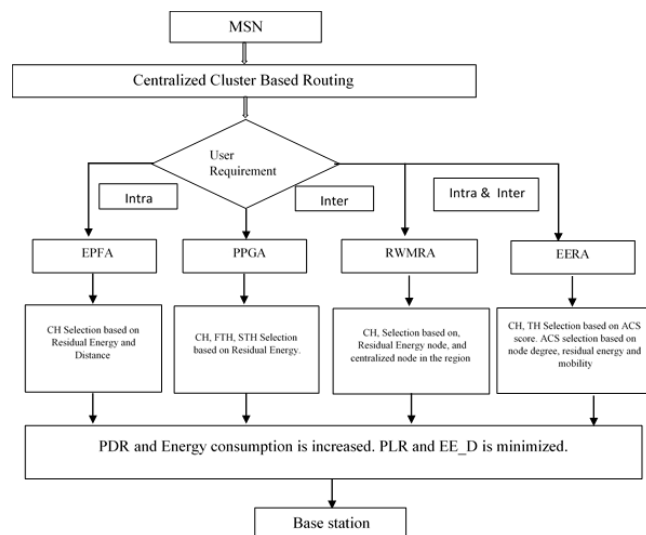 MSN
Centralized Cluster Based Routing
User
Requirement
Intra
Inter
Intra & Inter
EPFA
PPGA
RWMRA
EERA
CH Selection based on
Residual Energy and
Distance
CH, FTH, STH Selection
based on Residual Energy.
CH, Selection based on,
Residual Energy node, and
centralized node in the region
CH, TH Selection based on ACS
score. ACS selection based on
node degree, residual energy and
mobility
PDR and Energy consumption is increased. PLR and EE_D is minimized.
Base station